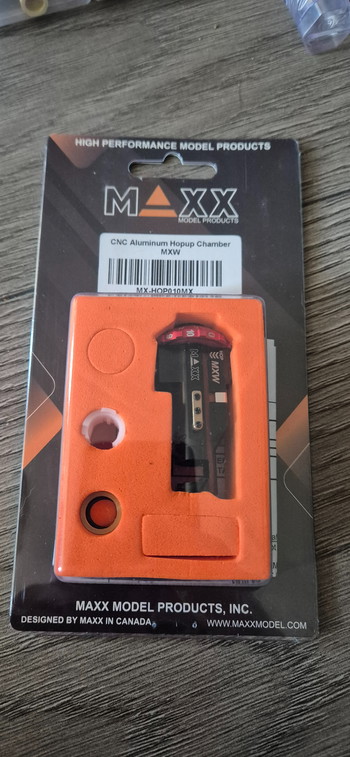 HIGH PERFORMANCE MODEL PRODUCTS
MAXX
MODEL PRODUCTS
CNC Aluminum Hopup Chamber
MXW
MX-HOP010MX
MAXX
MXW
MAXX MODEL PRODUCTS, INC.
DESIGNED BY MAXX IN CANADA
WWW.MAXXMODEL.COM